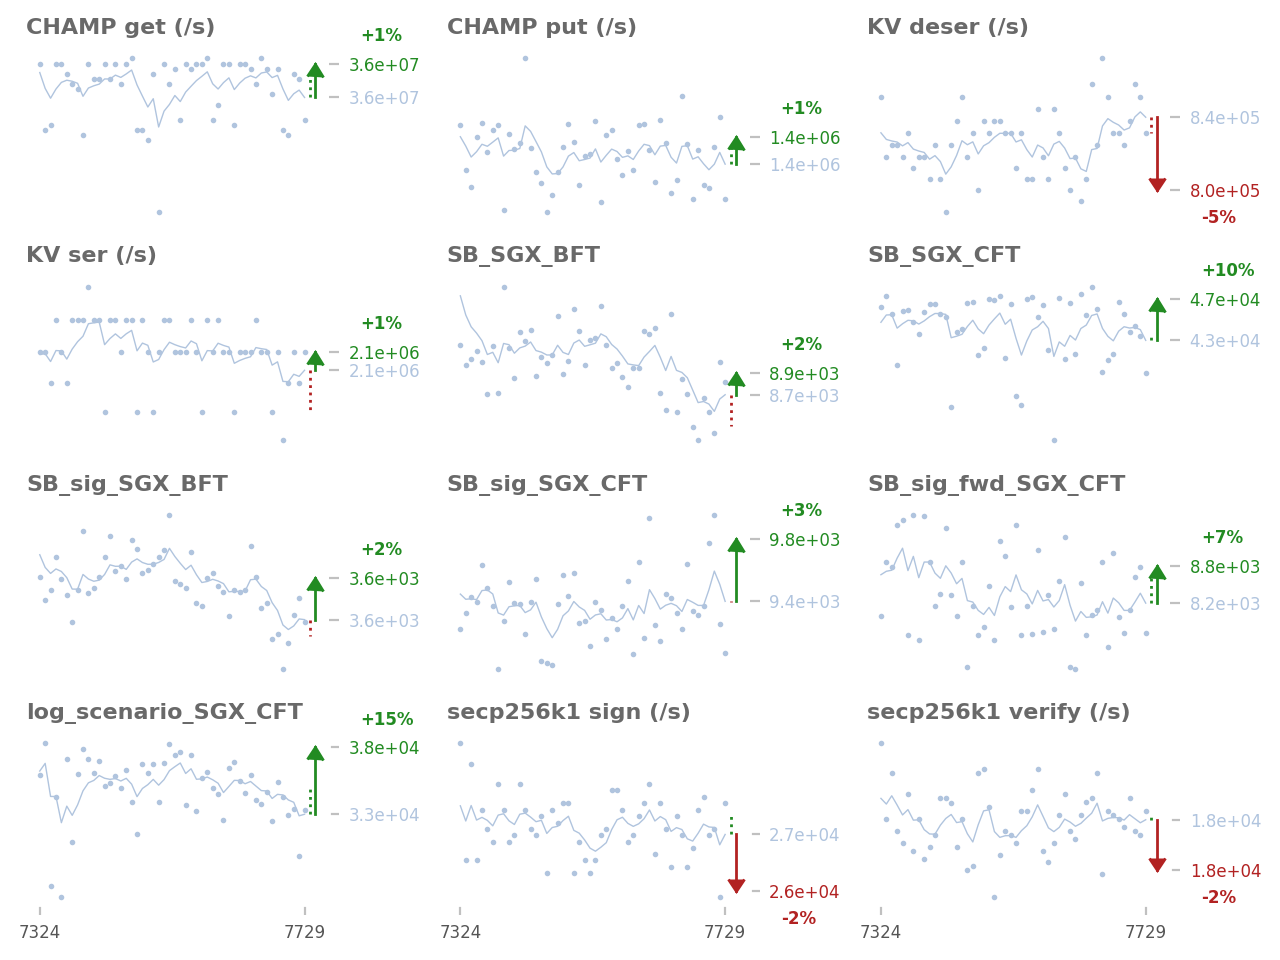 CHAMP get (/s)
+1%
3.6e+07
3.6e+07
CHAMP put (/s)
+1%
1.4e+06
1.4e+06
KV deser (/s)
8.4e+05
8.0e+05
-5%
KV ser (/s)
+1%
2.1e+06
2.1e+06
SB_SGX_BFT
+2%
8.9e+03
8.7e+03
SB_SGX_CFT
+10%
4.7e+04
4.3e+04
SB_sig_SGX_BFT
+2%
3.6e+03
3.6e+03
SB_sig_SGX_CFT
+3%
9.8e+03
9.4e+03
SB_sig_fwd_SGX_CFT
+7%
8.8e+03
8.2e+03
log_scenario_SGX_CFT
+15%
3.8e+04
3.3e+04
7324
7729
secp256k1 sign (/s)
2.7e+04
2.6e+04
-2%
7324
7729
secp256k1 verify (/s)
1.8e+04
1.8e+04
-2%
7324
7729